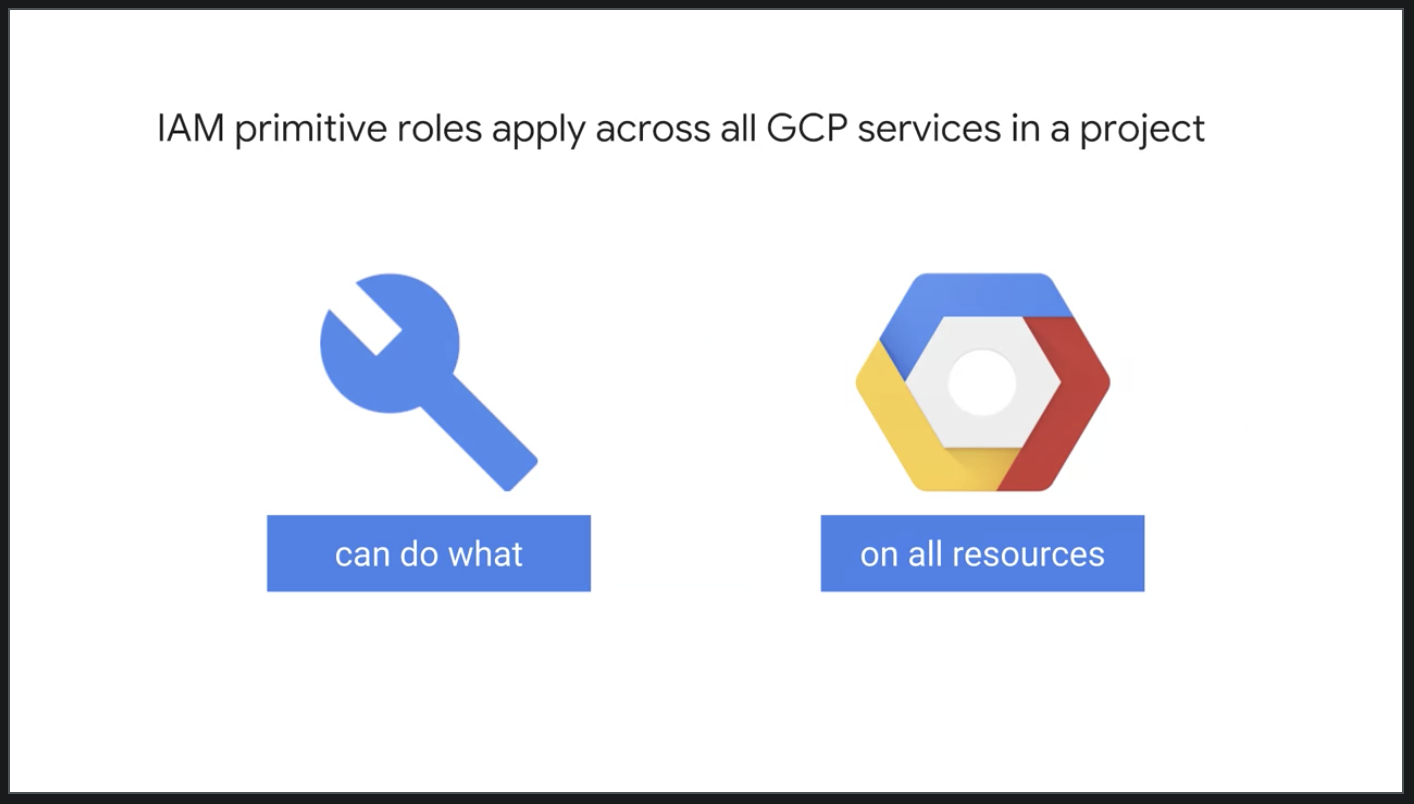 IAM primitive roles apply across all GCP services in a project
can do what
on all resources